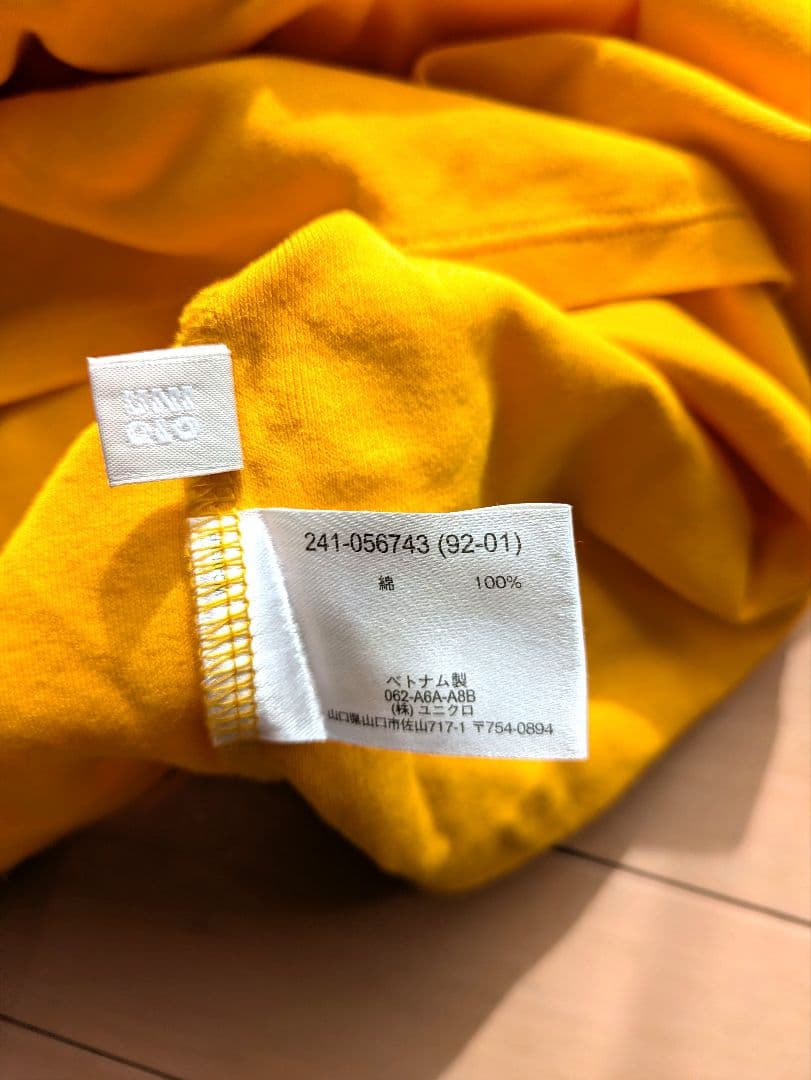 241-056743 (92-01)
綿 100%
ベトナム製
062-A6A-A8B
(株) ユニクロ
山口県山口市佐山717-1 〒754-0894